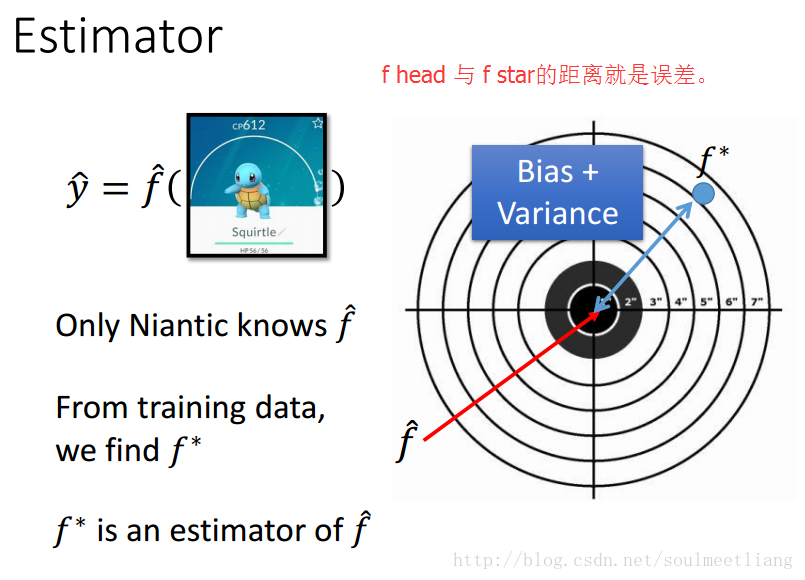 Estimator
f head 与 f star的距离就是误差。
ŷ = f̂( )
CP612
Squirtle
HP 56 / 56
Bias +
Variance
f*
2" 3" 4" 5" 6" 7"
Only Niantic knows f̂
From training data,
we find f*
f̂
f* is an estimator of f̂
http://blog.csdn.net/soulmeetliang